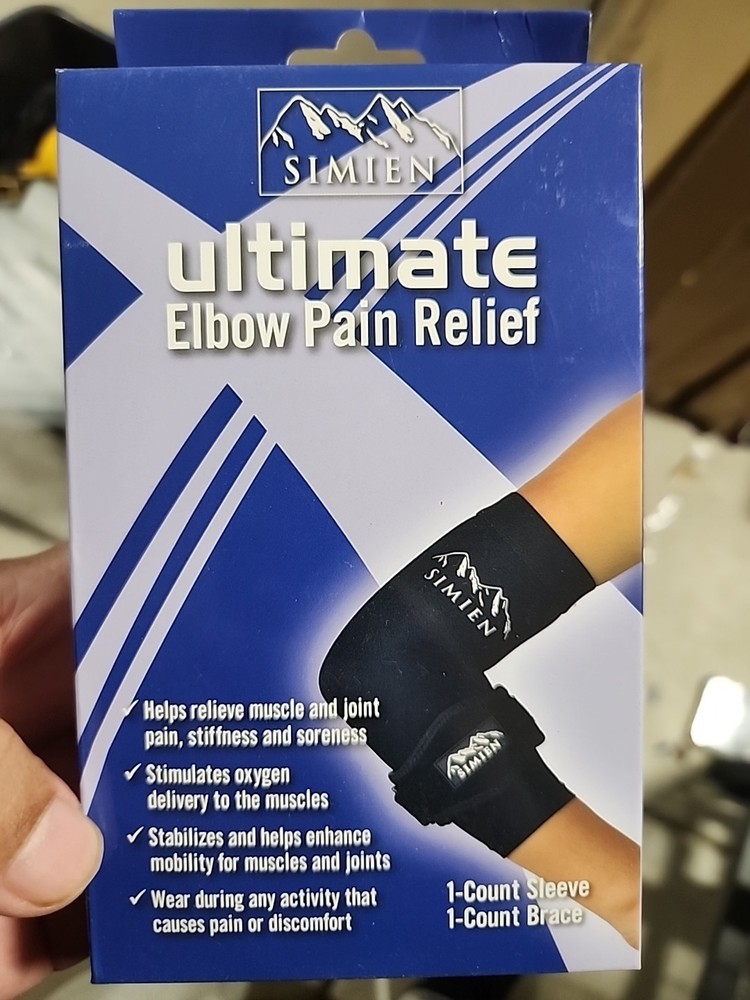 SIMIEN
ultimate
Elbow Pain Relief
SIMIEN
SIMIEN
✓ Helps relieve muscle and joint
pain, stiffness and soreness
✓ Stimulates oxygen
delivery to the muscles
✓ Stabilizes and helps enhance
mobility for muscles and joints
✓ Wear during any activity that
causes pain or discomfort
1-Count Sleeve
1-Count Brace